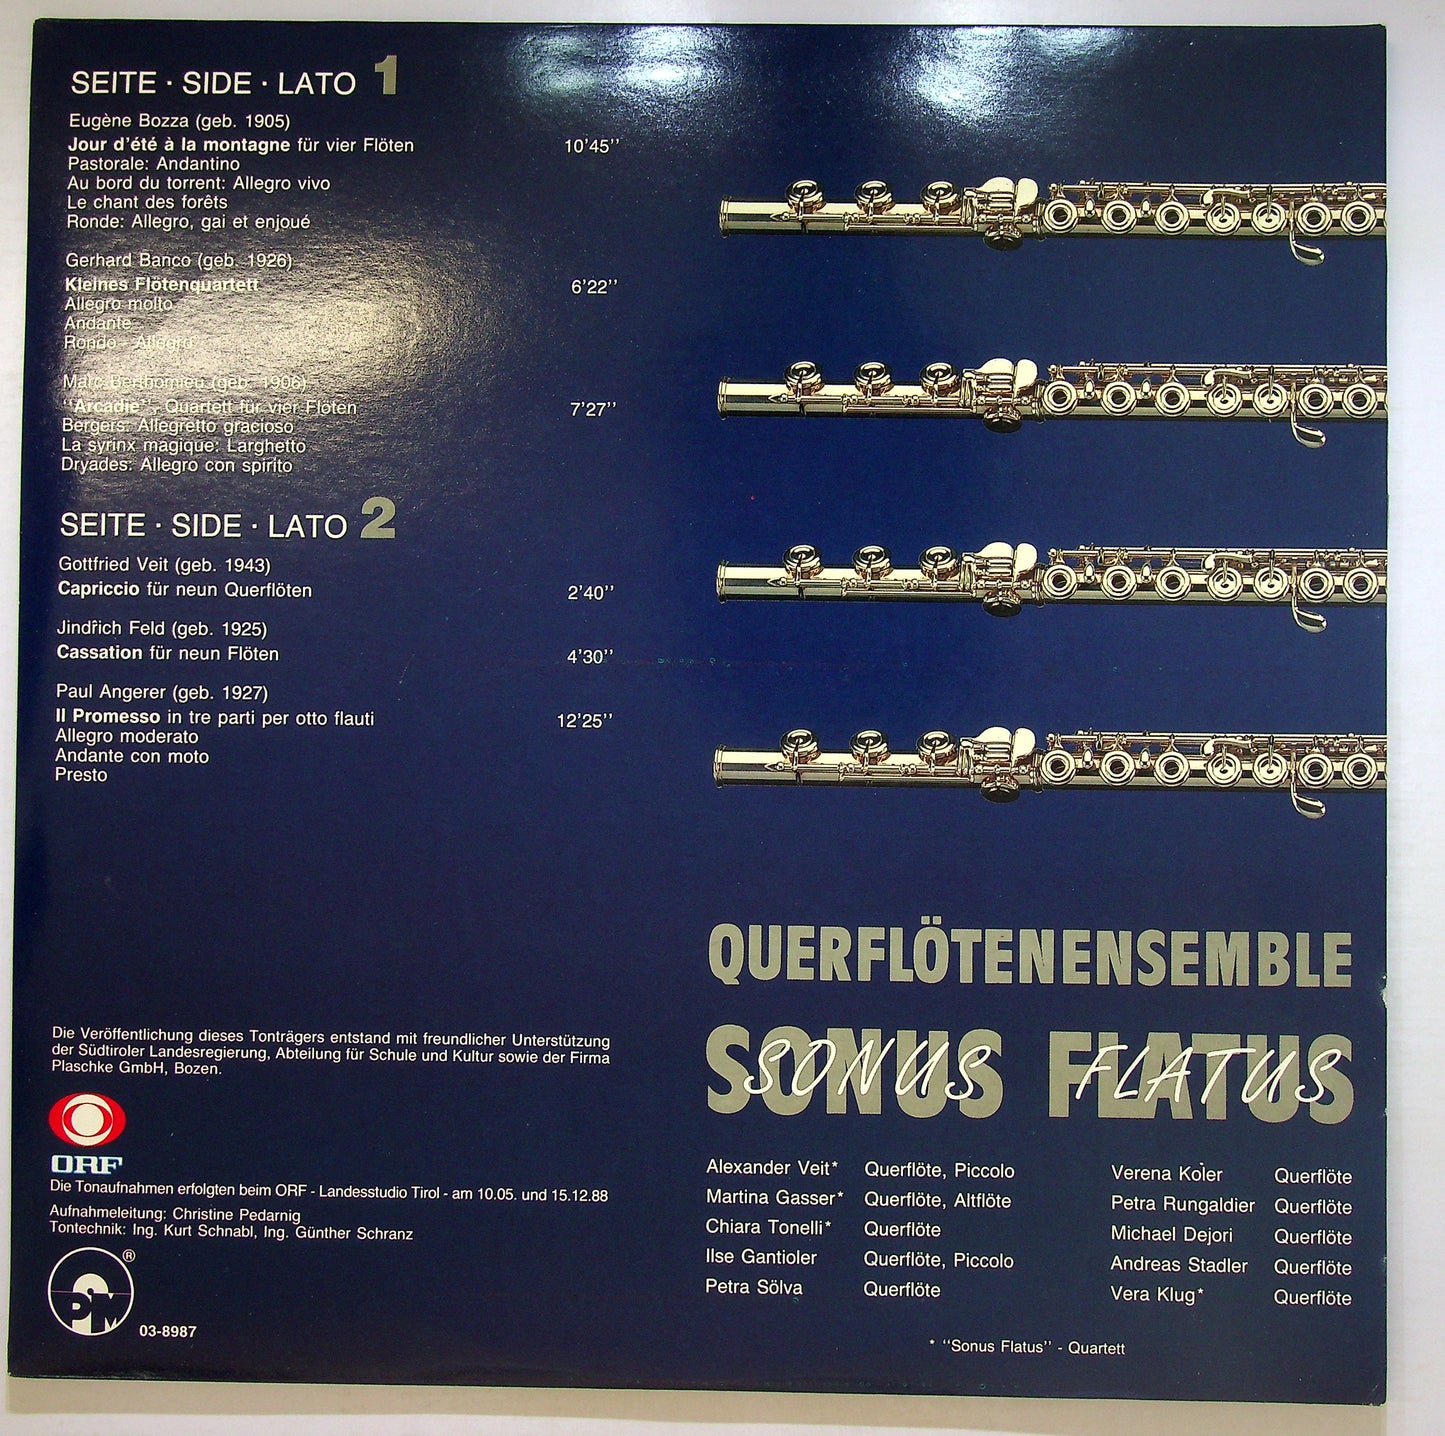 SEITE · SIDE · LATO 1
Eugène Bozza (geb. 1905)
Jour d'été à la montagne für vier Flöten 10'45''
Pastorale: Andantino
Au bord du torrent: Allegro vivo
Le chant des forêts
Ronde: Allegro, gai et enjoué
Gerhard Banco (geb. 1926)
Kleines Flötenquartett 6'22''
Allegro molto
Andante
Rondo - Allegro
Marc Berthomieu (geb. 1906)
''Arcadie'', Quartett für vier Flöten 7'27''
Bergers: Allegretto gracioso
La syrinx magique: Larghetto
Dryades: Allegro con spirito
SEITE · SIDE · LATO 2
Gottfried Veit (geb. 1943)
Capriccio für neun Querflöten 2'40''
Jindřich Feld (geb. 1925)
Cassation für neun Flöten 4'30''
Paul Angerer (geb. 1927)
Il Promesso in tre parti per otto flauti 12'25''
Allegro moderato
Andante con moto
Presto
Die Veröffentlichung dieses Tonträgers entstand mit freundlicher Unterstützung
der Südtiroler Landesregierung, Abteilung für Schule und Kultur sowie der Firma
Plaschke GmbH, Bozen.
ORF
Die Tonaufnahmen erfolgten beim ORF - Landesstudio Tirol - am 10.05. und 15.12.88
Aufnahmeleitung: Christine Pedarnig
Tontechnik: Ing. Kurt Schnabl, Ing. Günther Schranz
PM ®
03-8987
QUERFLÖTENENSEMBLE
SONUS FLATUS
SONUS FLATUS
Alexander Veit* Querflöte, Piccolo
Martina Gasser* Querflöte, Altflöte
Chiara Tonelli* Querflöte
Ilse Gantioler Querflöte, Piccolo
Petra Sölva Querflöte
Verena Koler Querflöte
Petra Rungaldier Querflöte
Michael Dejori Querflöte
Andreas Stadler Querflöte
Vera Klug* Querflöte
* ''Sonus Flatus'' - Quartett